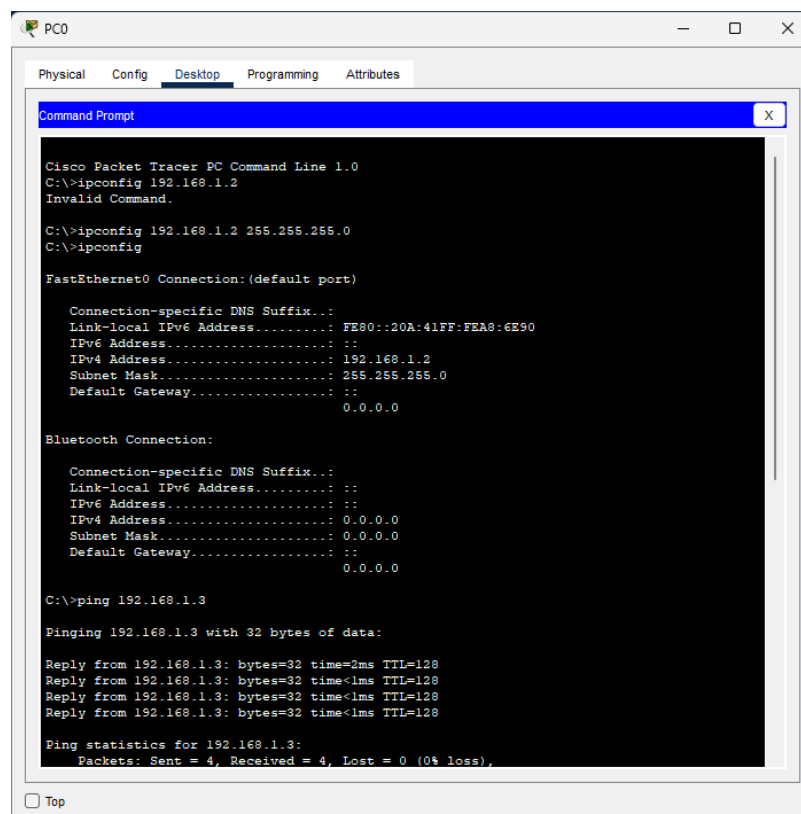 PC0
Physical Config Desktop Programming Attributes
Command Prompt
X
Cisco Packet Tracer PC Command Line 1.0
C:\>ipconfig 192.168.1.2
Invalid Command.
C:\>ipconfig 192.168.1.2 255.255.255.0
C:\>ipconfig
FastEthernet0 Connection:(default port)
Connection-specific DNS Suffix..:
Link-local IPv6 Address.........: FE80::20A:41FF:FEA8:6E90
IPv6 Address....................: ::
IPv4 Address....................: 192.168.1.2
Subnet Mask.....................: 255.255.255.0
Default Gateway.................: ::
0.0.0.0
Bluetooth Connection:
Connection-specific DNS Suffix..:
Link-local IPv6 Address.........: ::
IPv6 Address....................: ::
IPv4 Address....................: 0.0.0.0
Subnet Mask.....................: 0.0.0.0
Default Gateway.................: ::
0.0.0.0
C:\>ping 192.168.1.3
Pinging 192.168.1.3 with 32 bytes of data:
Reply from 192.168.1.3: bytes=32 time=2ms TTL=128
Reply from 192.168.1.3: bytes=32 time<1ms TTL=128
Reply from 192.168.1.3: bytes=32 time<1ms TTL=128
Reply from 192.168.1.3: bytes=32 time<1ms TTL=128
Ping statistics for 192.168.1.3:
Packets: Sent = 4, Received = 4, Lost = 0 (0% loss),
Top